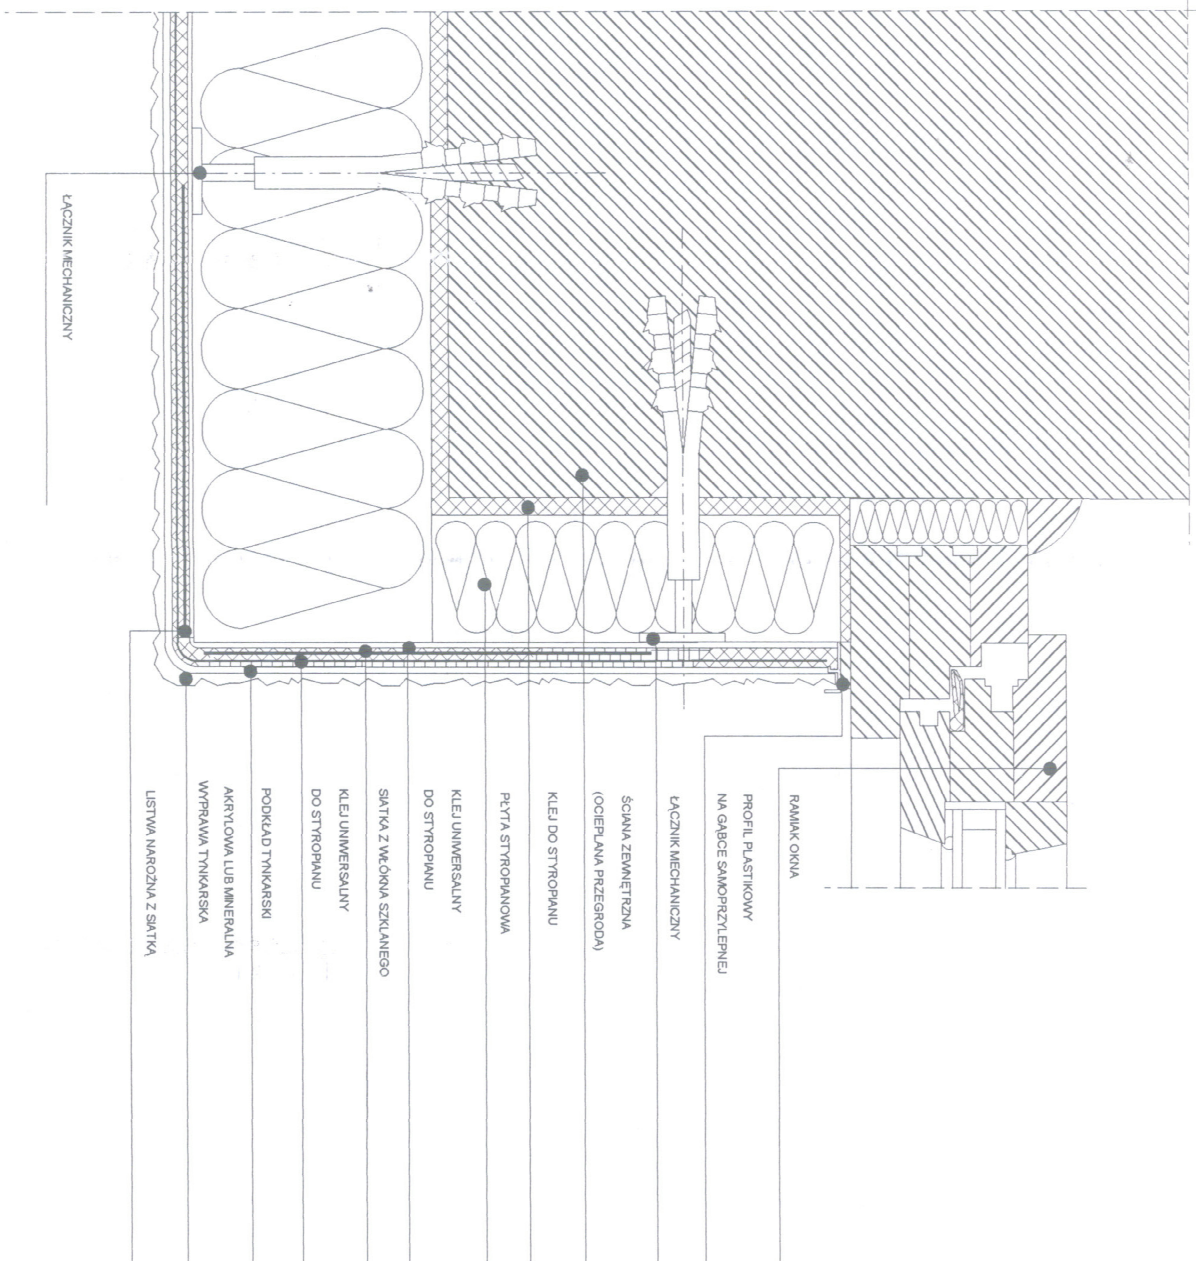 ŁĄCZNIK MECHANICZNY
RAMIAK OKNA
PROFIL PLASTIKOWY
NA GĄBCE SAMOPRZYLEPNEJ
ŁĄCZNIK MECHANICZNY
ŚCIANA ZEWNĘTRZNA
(OCIEPLANA PRZEGRODA)
KLEJ DO STYROPIANU
PŁYTA STYROPIANOWA
KLEJ UNIWERSALNY
DO STYROPIANU
SIATKA Z WŁÓKNA SZKLANEGO
KLEJ UNIWERSALNY
DO STYROPIANU
PODKŁAD TYNKARSKI
AKRYLOWA LUB MINERALNA
WYPRAWA TYNKARSKA
LISTWA NAROŻNA Z SIATKĄ